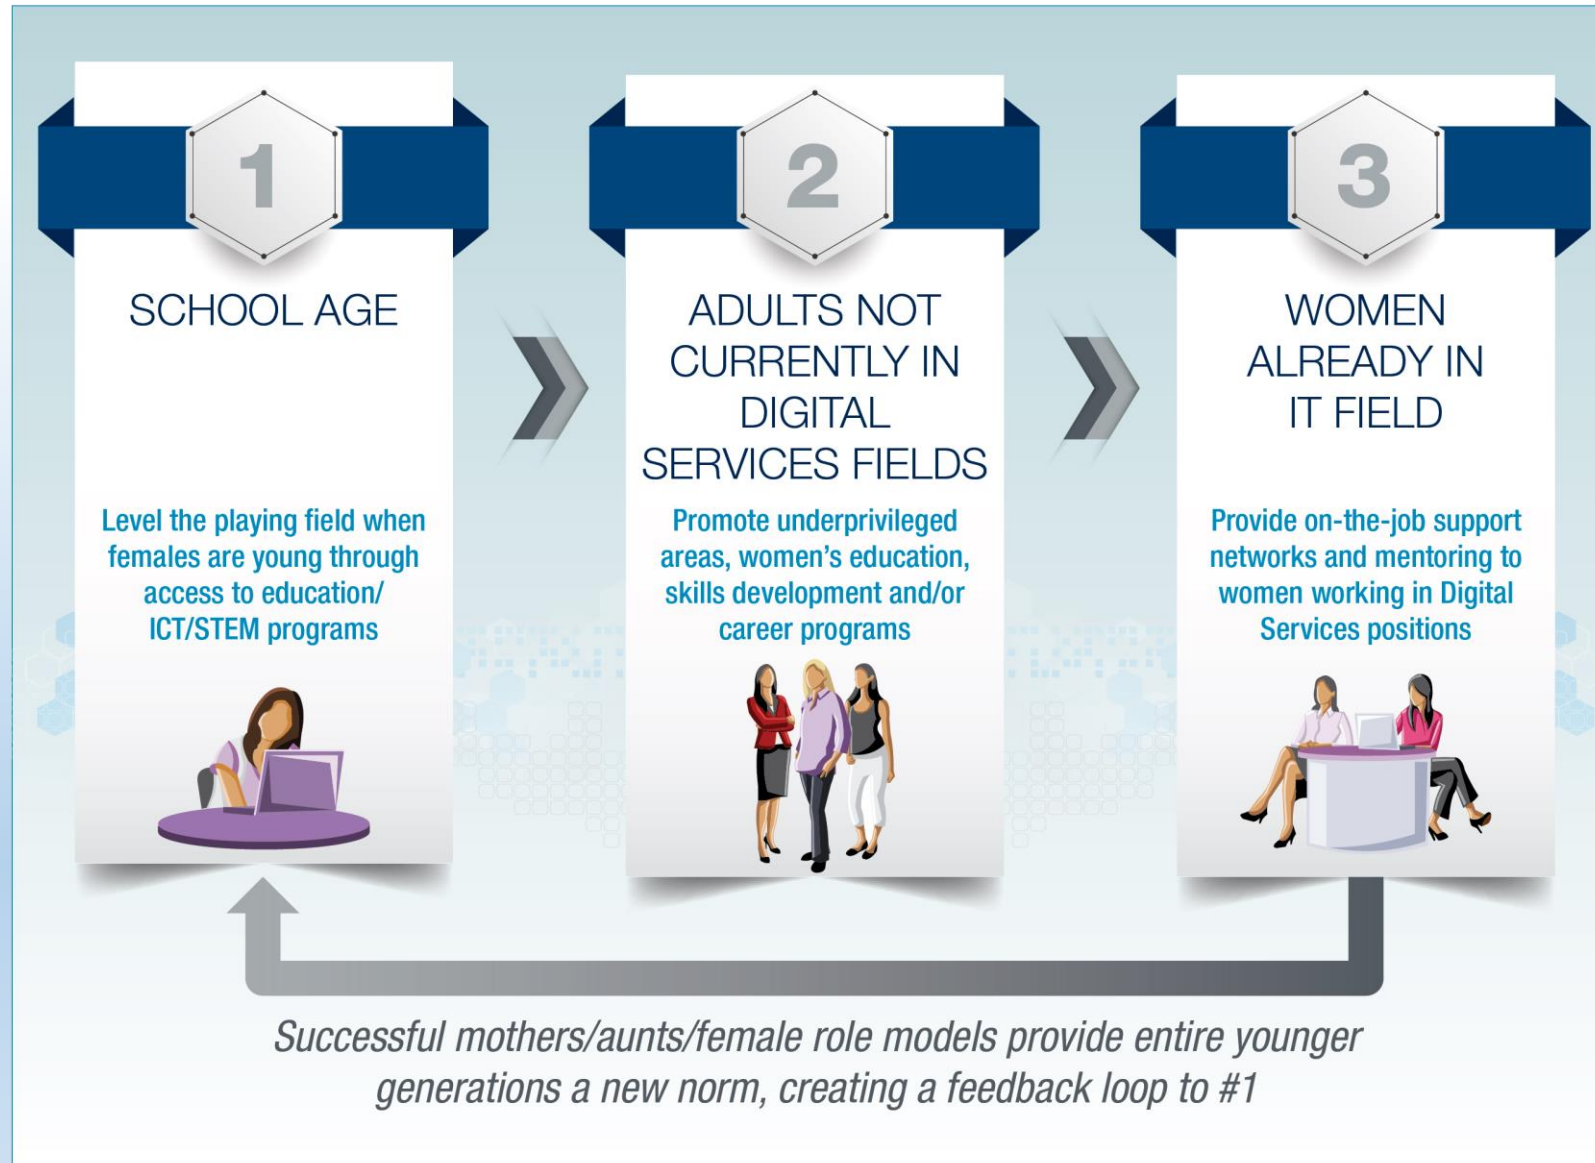 1
SCHOOL AGE
Level the playing field when
females are young through
access to education/
ICT/STEM programs
2
ADULTS NOT
CURRENTLY IN
DIGITAL
SERVICES FIELDS
Promote underprivileged
areas, women’s education,
skills development and/or
career programs
3
WOMEN
ALREADY IN
IT FIELD
Provide on-the-job support
networks and mentoring to
women working in Digital
Services positions
Successful mothers/aunts/female role models provide entire younger
generations a new norm, creating a feedback loop to #1